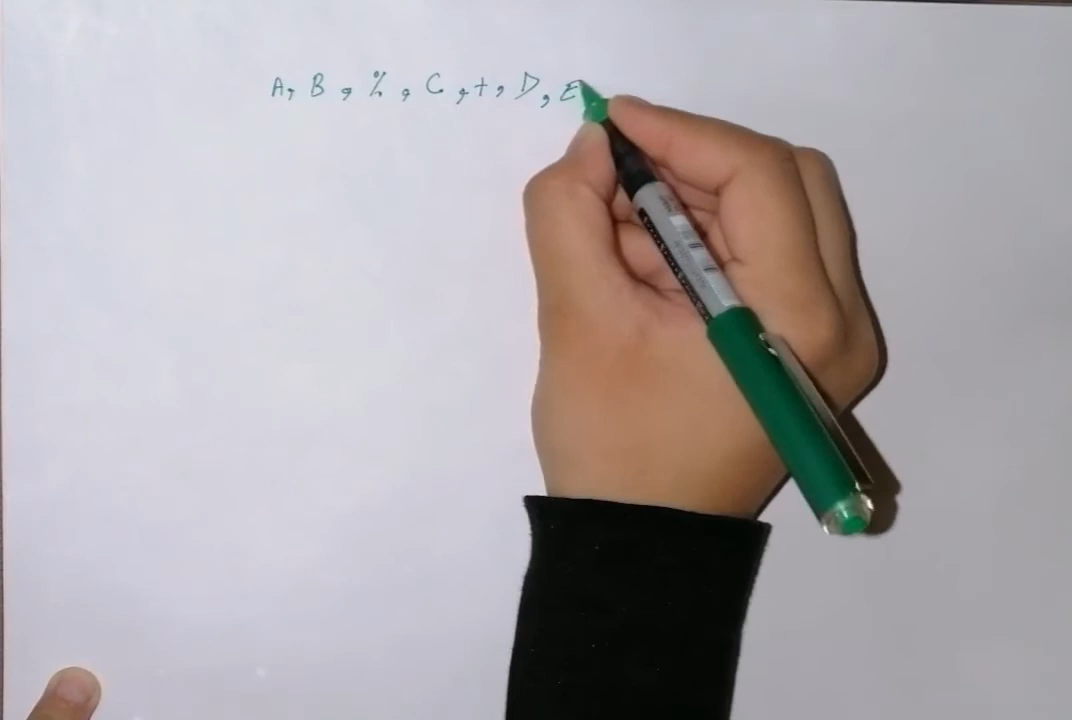 A, B, %, C, +, D, E